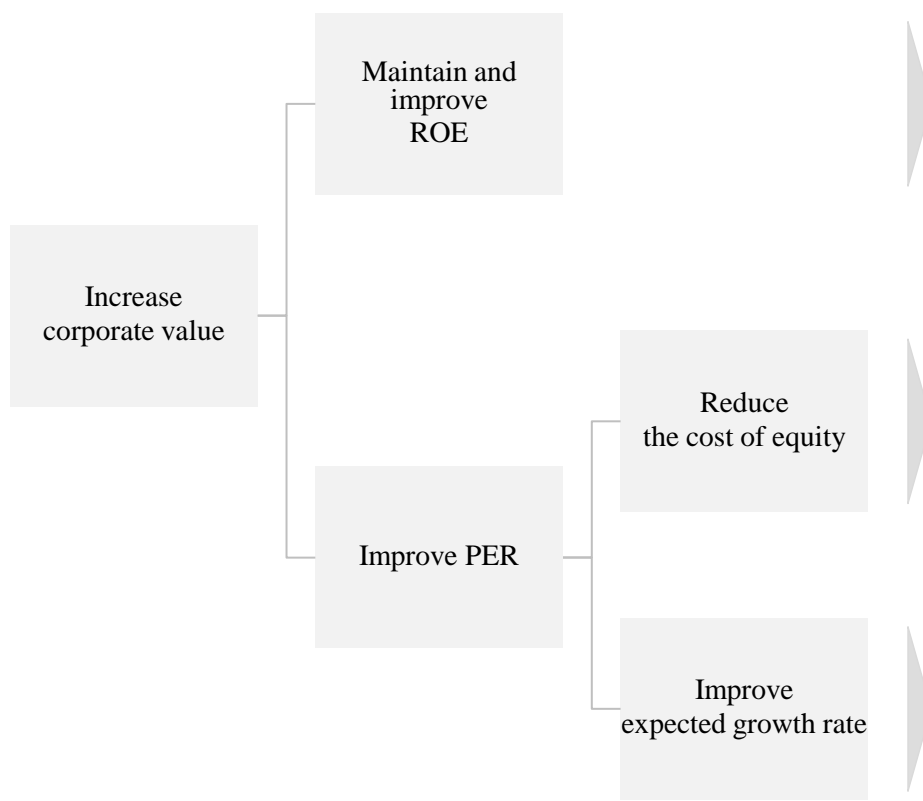 Maintain and
improve
ROE
Increase
corporate value
Reduce
the cost of equity
Improve PER
Improve
expected growth rate